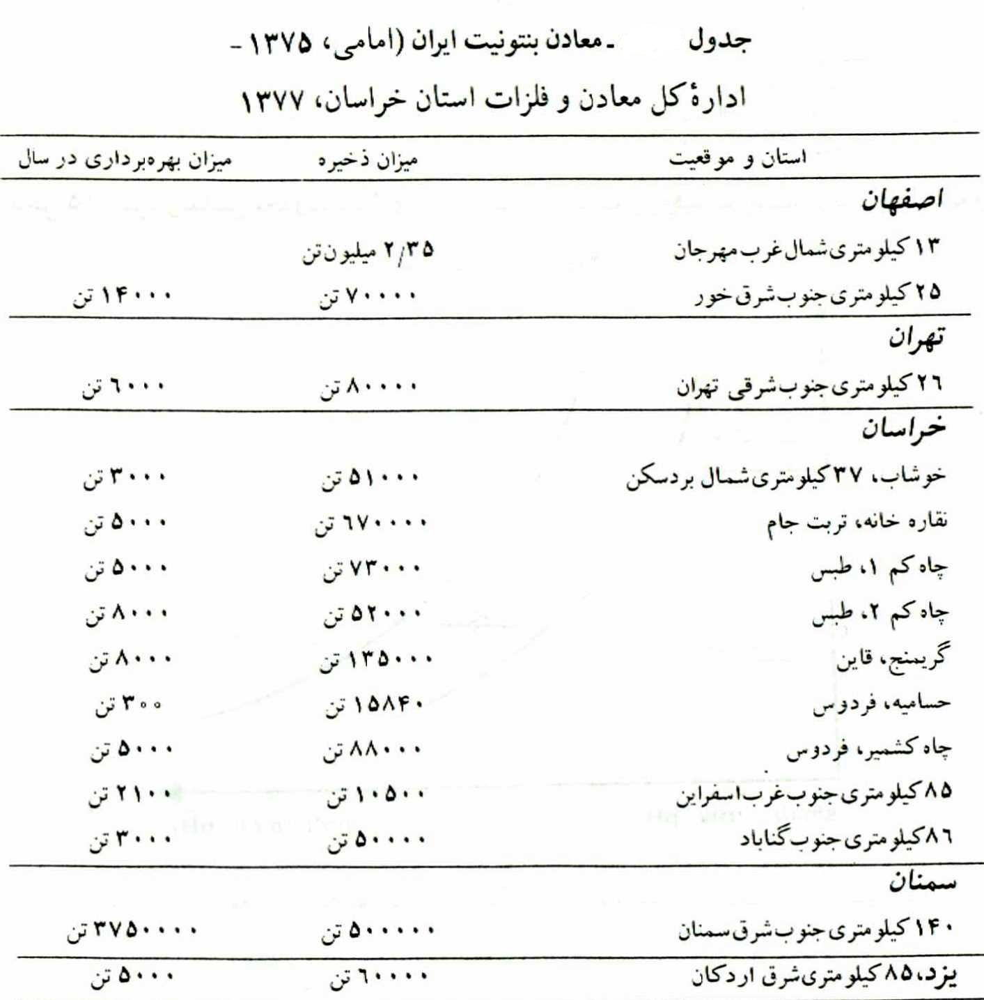 جدول ـ معادن بنتونیت ایران (امامی، ۱۳۷۵ -
ادارهٔ کل معادن و فلزات استان خراسان، ۱۳۷۷
استان و موقعیت میزان ذخیره میزان بهره‌برداری در سال
اصفهان
۱۳ کیلومتری شمال غرب مهرجان ۲/۳۵ میلیون تن
۲۵ کیلومتری جنوب شرق خور ۷۰۰۰۰ تن ۱۴۰۰۰ تن
تهران
۲۶ کیلومتری جنوب شرقی تهران ۸۰۰۰۰ تن ۶۰۰۰ تن
خراسان
خوشاب، ۳۷ کیلومتری شمال بردسکن ۵۱۰۰۰ تن ۳۰۰۰ تن
نقاره خانه، تربت جام ۶۷۰۰۰۰ تن ۵۰۰۰ تن
چاه کم ۱، طبس ۷۳۰۰۰ تن ۵۰۰۰ تن
چاه کم ۲، طبس ۵۲۰۰۰ تن ۸۰۰۰ تن
گریمنج، قاین ۱۳۵۰۰۰ تن ۸۰۰۰ تن
حسامیه، فردوس ۱۵۸۴۰ تن ۳۰۰ تن
چاه کشمیر، فردوس ۸۸۰۰۰ تن ۵۰۰۰ تن
۸۵ کیلومتری جنوب غرب اسفراین ۱۰۵۰۰ تن ۲۱۰۰ تن
۸۶ کیلومتری جنوب گناباد ۵۰۰۰۰ تن ۳۰۰۰ تن
سمنان
۱۴۰ کیلومتری جنوب شرق سمنان ۵۰۰۰۰۰ تن ۳۷۵۰۰۰۰ تن
یزد، ۸۵ کیلومتری شرق اردکان ۶۰۰۰۰ تن ۵۰۰۰ تن